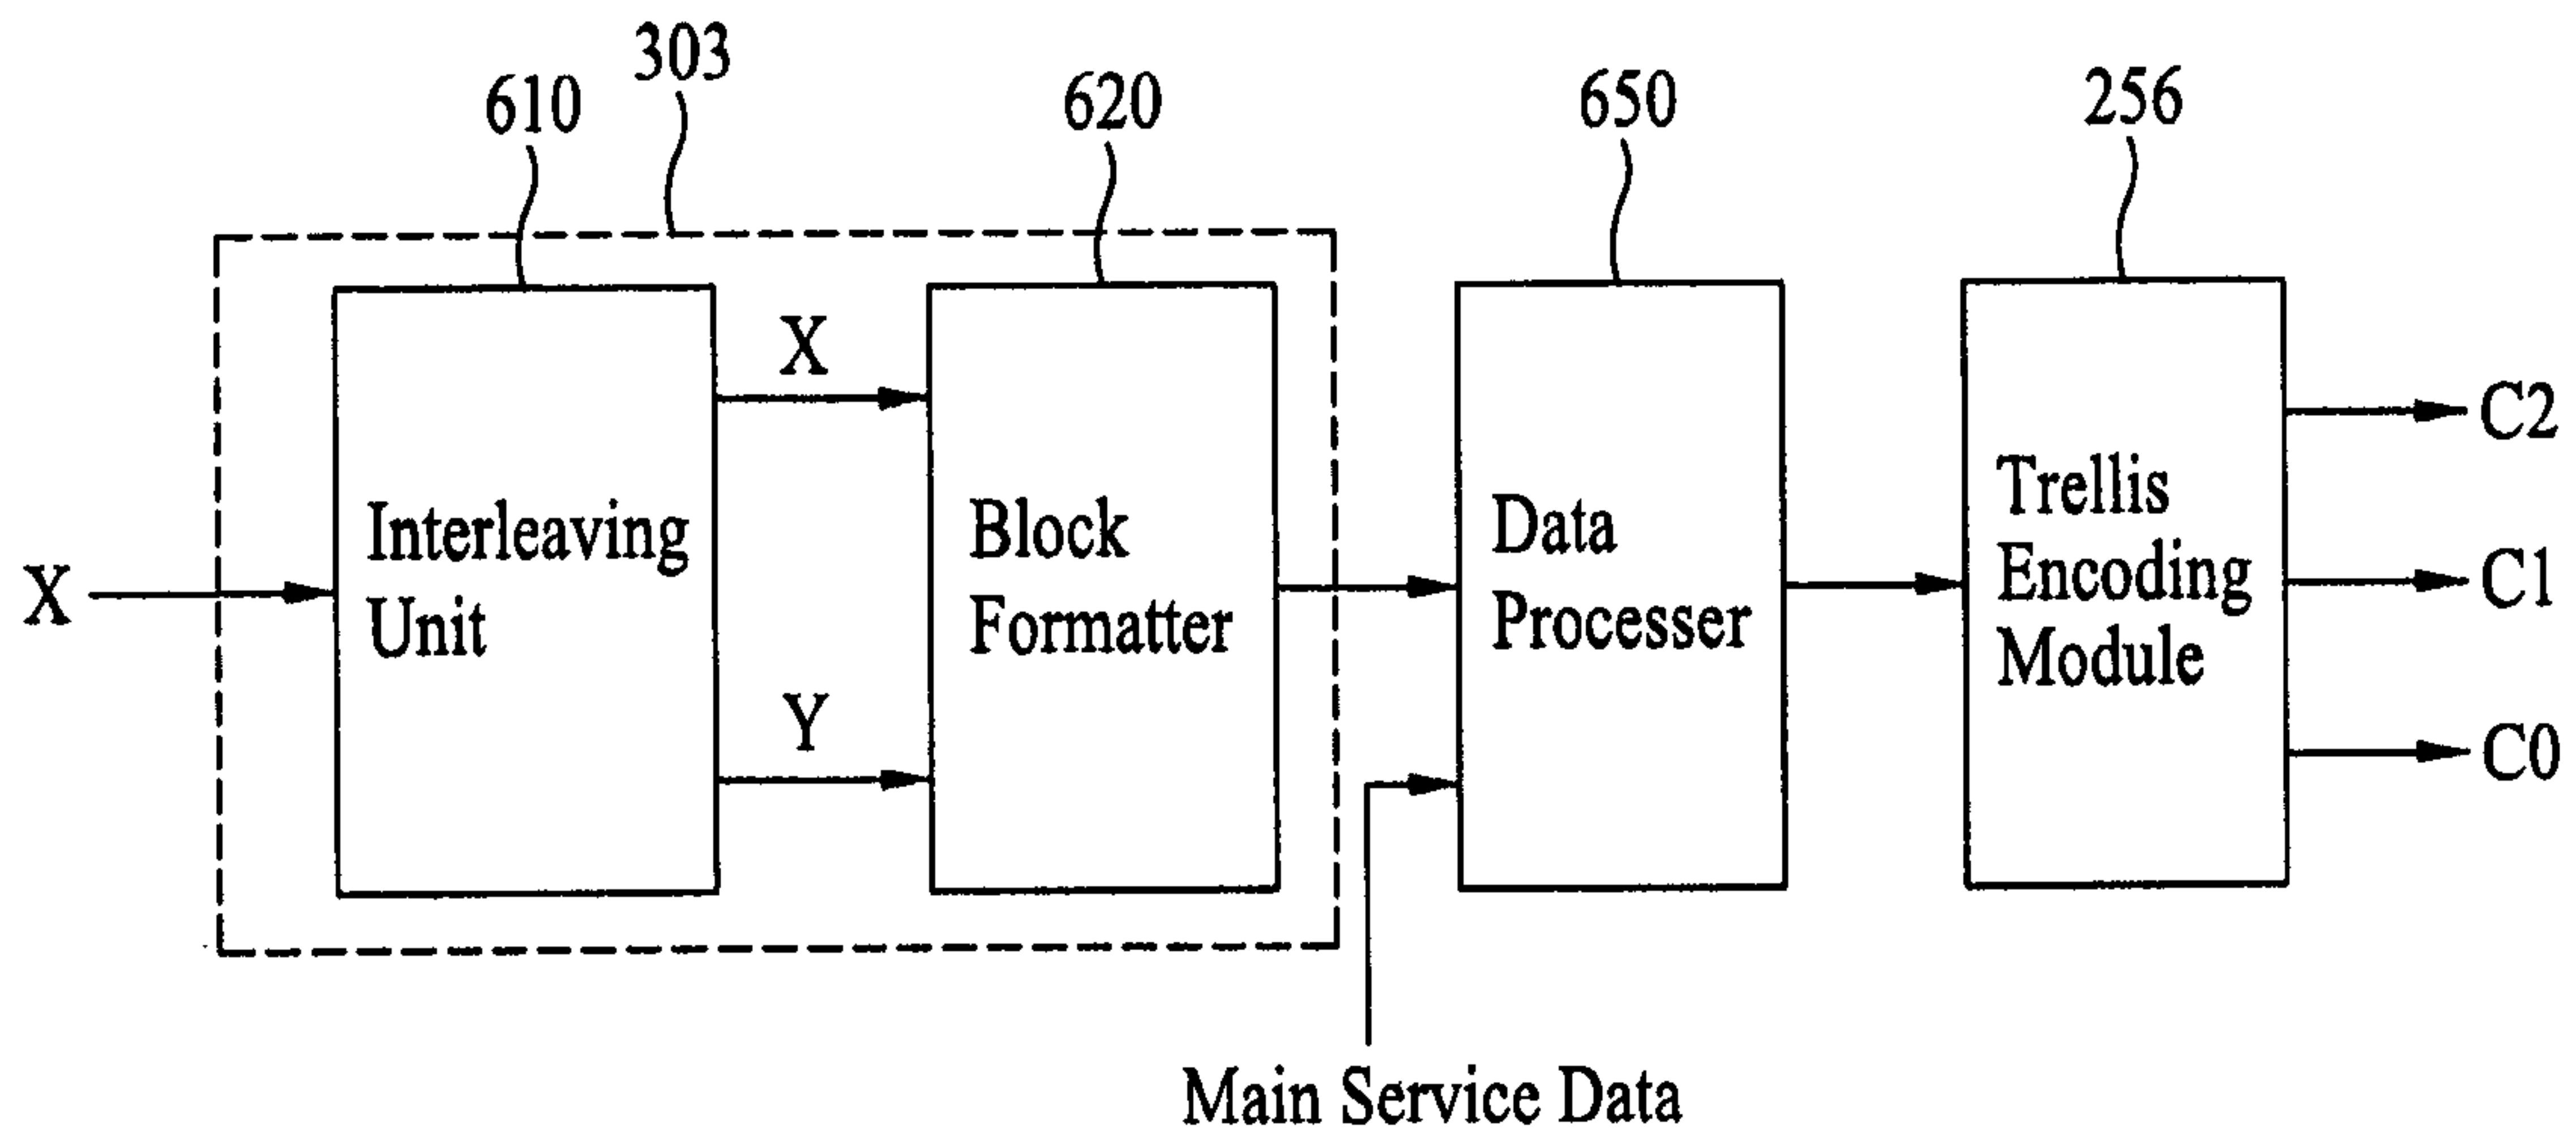 303
610
620
650
256
X
Interleaving
Unit
X
Y
Block
Formatter
Data
Processer
Trellis
Encoding
Module
C2
C1
C0
Main Service Data